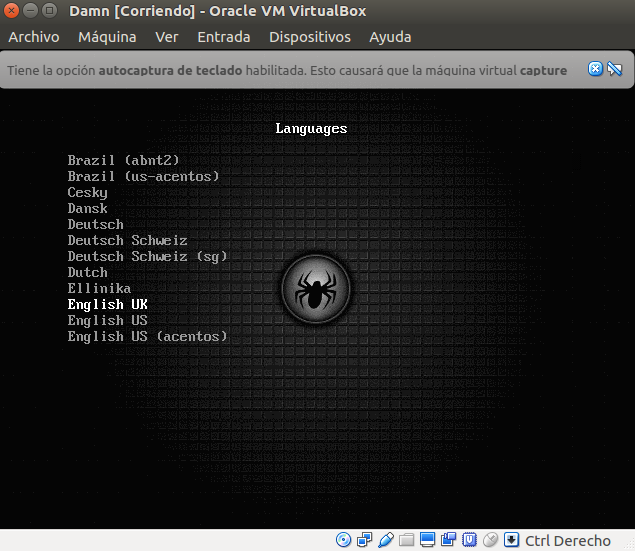 Damn [Corriendo] - Oracle VM VirtualBox
Archivo Máquina Ver Entrada Dispositivos Ayuda
Tiene la opción autocaptura de teclado habilitada. Esto causará que la máquina virtual capture
Languages
Brazil (abnt2)
Brazil (us-acentos)
Cesky
Dansk
Deutsch
Deutsch Schweiz
Deutsch Schweiz (sg)
Dutch
Ellinika
English UK
English US
English US (acentos)
Ctrl Derecho